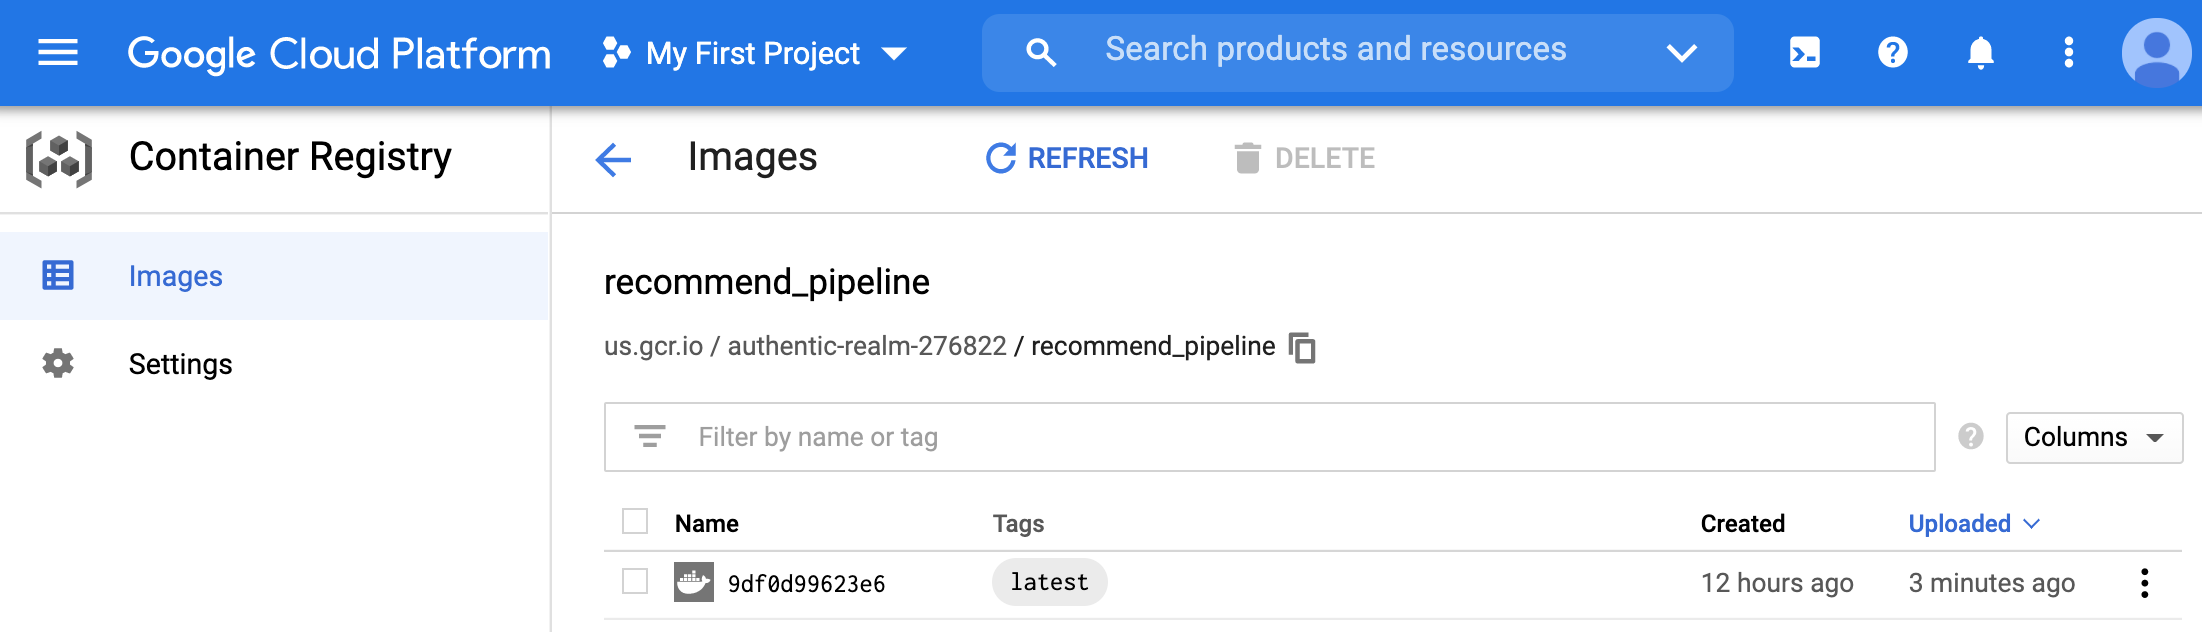 Google Cloud Platform My First Project Search products and resources
Container Registry Images REFRESH DELETE
Images
Settings
recommend_pipeline
us.gcr.io / authentic-realm-276822 / recommend_pipeline
Filter by name or tag Columns
Name Tags Created Uploaded
9df0d99623e6 latest 12 hours ago 3 minutes ago